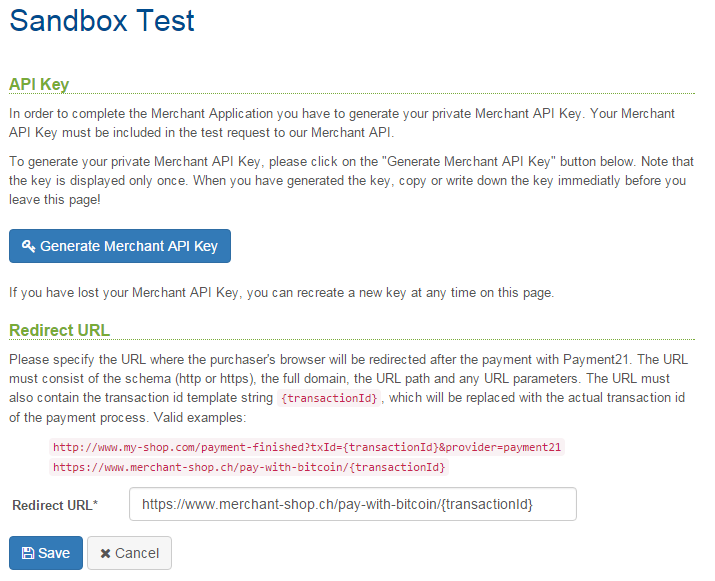 Sandbox Test
API Key
In order to complete the Merchant Application you have to generate your private Merchant API Key. Your Merchant
API Key must be included in the test request to our Merchant API.
To generate your private Merchant API Key, please click on the "Generate Merchant API Key" button below. Note that
the key is displayed only once. When you have generated the key, copy or write down the key immediatly before you
leave this page!
Generate Merchant API Key
If you have lost your Merchant API Key, you can recreate a new key at any time on this page.
Redirect URL
Please specify the URL where the purchaser's browser will be redirected after the payment with Payment21. The URL
must consist of the schema (http or https), the full domain, the URL path and any URL parameters. The URL must
also contain the transaction id template string {transactionId}, which will be replaced with the actual transaction id
of the payment process. Valid examples:
http://www.my-shop.com/payment-finished?txId={transactionId}&provider=payment21
https://www.merchant-shop.ch/pay-with-bitcoin/{transactionId}
Redirect URL* https://www.merchant-shop.ch/pay-with-bitcoin/{transactionId}
Save Cancel